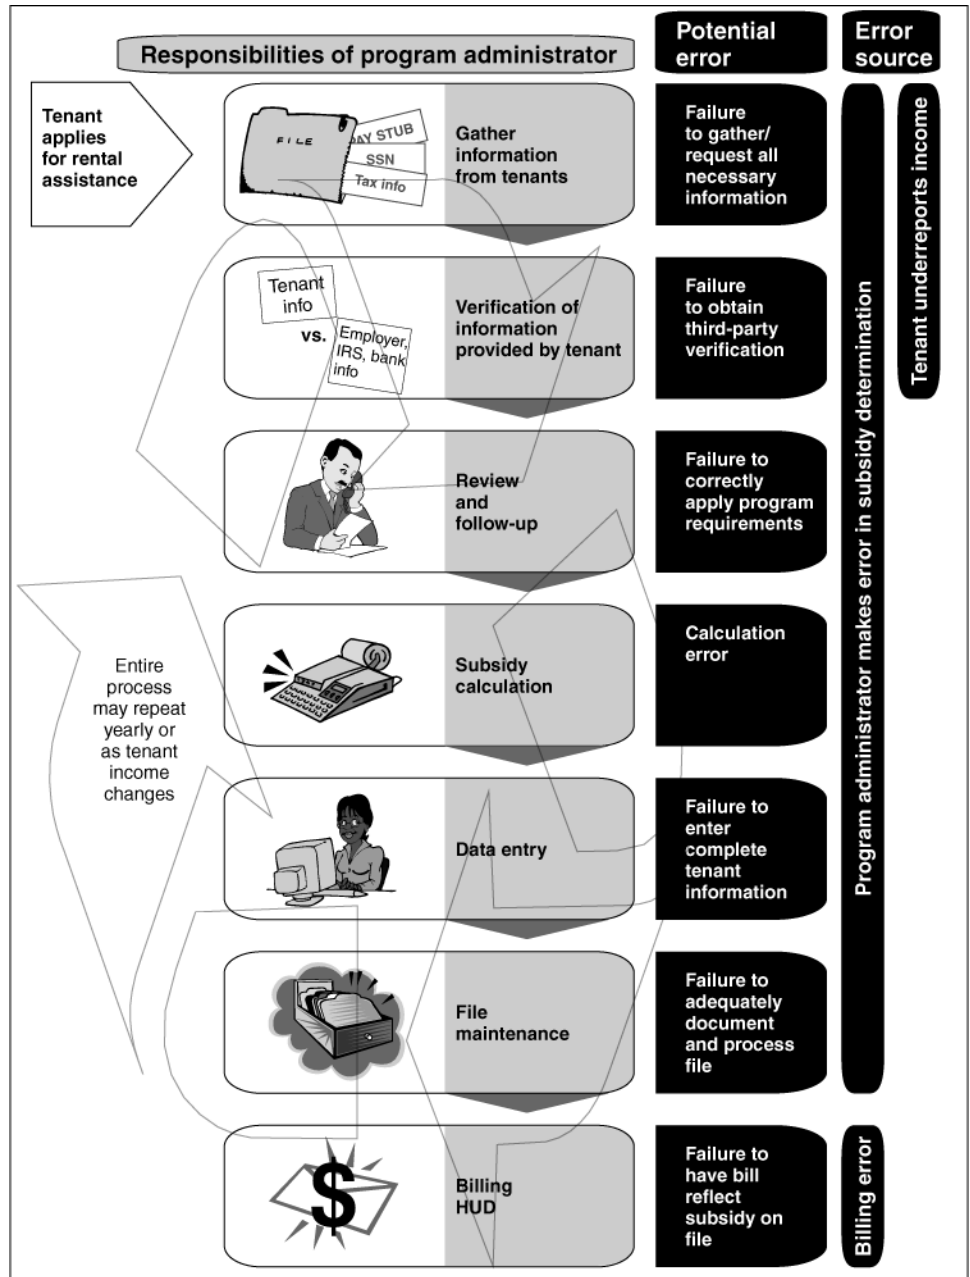 Responsibilities of program administrator
Potential
error
Error
source
Tenant
applies
for rental
assistance
FILE
PAY STUB
SSN
Tax info
Gather
information
from tenants
Failure
to gather/
request all
necessary
information
Tenant
info
vs.
Employer,
IRS, bank
info
Verification of
information
provided by tenant
Failure
to obtain
third-party
verification
Review
and
follow-up
Failure to
correctly
apply program
requirements
Entire
process
may repeat
yearly or
as tenant
income
changes
Subsidy
calculation
Calculation
error
Data entry
Failure to
enter
complete
tenant
information
File
maintenance
Failure to
adequately
document
and process
file
$
Billing
HUD
Failure to
have bill
reflect
subsidy on
file
Program administrator makes error in subsidy determination
Tenant underreports income
Billing error